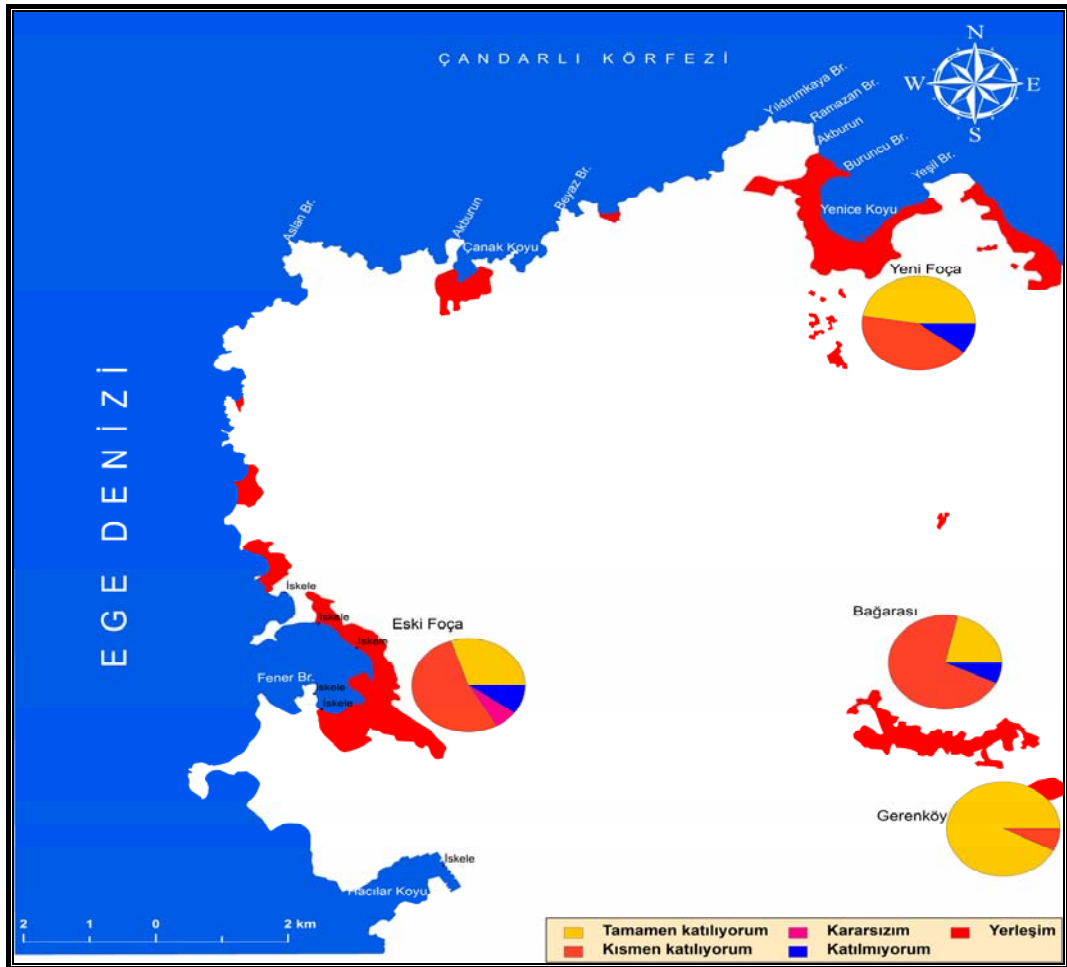 ÇANDARLI KÖRFEZİ
N
W E
S
Yıldırımkaya Br.
Ramazan Br.
Akburun
Buruncu Br.
Yeşil Br.
Yenice Koyu
Beyaz Br.
Akburun
Çanak Koyu
Aslan Br.
Yeni Foça
EGE DENİZİ
İskele
İskele
Eski Foça
İskele
Bağarası
Fener Br.
İskele
İskele
Gerenköy
İskele
Hacılar Koyu
2 1 0 2 km
Tamamen katılıyorum
Kısmen katılıyorum
Kararsızım
Katılmıyorum
Yerleşim